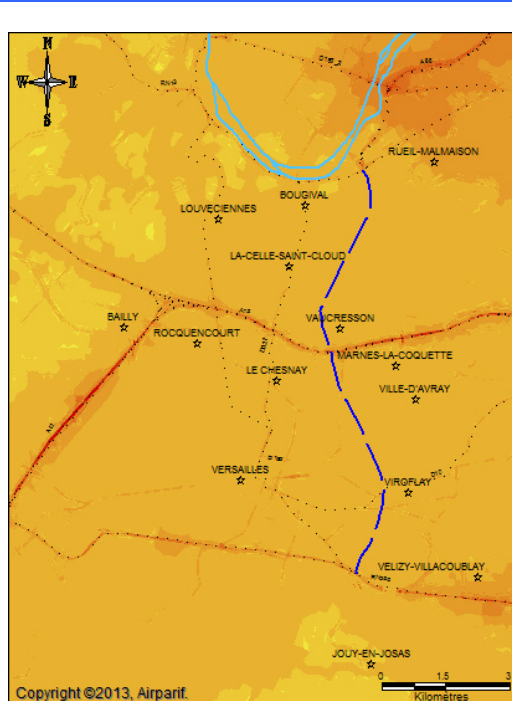 N
W E
S
A86
RUEIL-MALMAISON
BOUGIVAL
LOUVECIENNES
LA-CELLE-SAINT-CLOUD
BAILLY
VAUCRESSON
ROCQUENCOURT
MARNES-LA-COQUETTE
LE CHESNAY
VILLE-D'AVRAY
VERSAILLES
VIROFLAY
VELIZY-VILLACOUBLAY
JOUY-EN-JOSAS
0 1.5 3
Kilomètres
Copyright ©2013, Airparif.